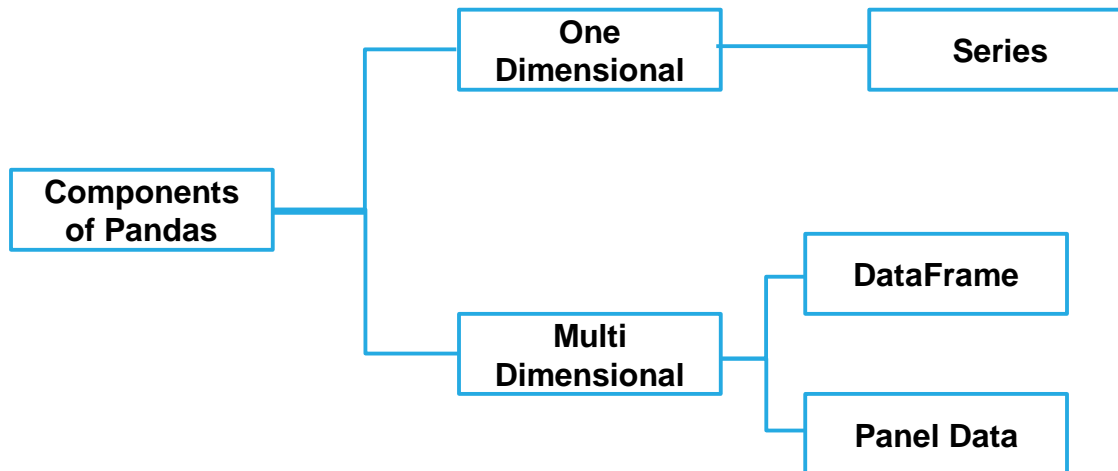 One
Dimensional
Series
Components
of Pandas
DataFrame
Multi
Dimensional
Panel Data